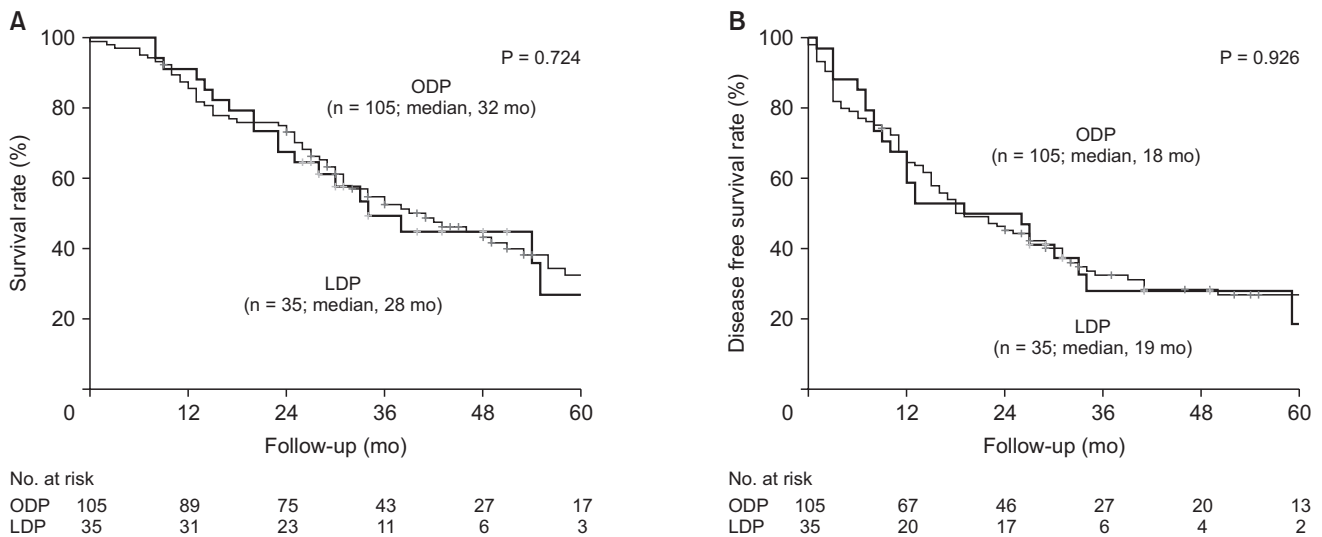 A
Survival rate (%)
100
80
60
40
20
P = 0.724
ODP
(n = 105; median, 32 mo)
LDP
(n = 35; median, 28 mo)
0 12 24 36 48 60
Follow-up (mo)
No. at risk
ODP 105 89 75 43 27 17
LDP 35 31 23 11 6 3
B
Disease free survival rate (%)
100
80
60
40
20
P = 0.926
ODP
(n = 105; median, 18 mo)
LDP
(n = 35; median, 19 mo)
0 12 24 36 48 60
Follow-up (mo)
No. at risk
ODP 105 67 46 27 20 13
LDP 35 20 17 6 4 2